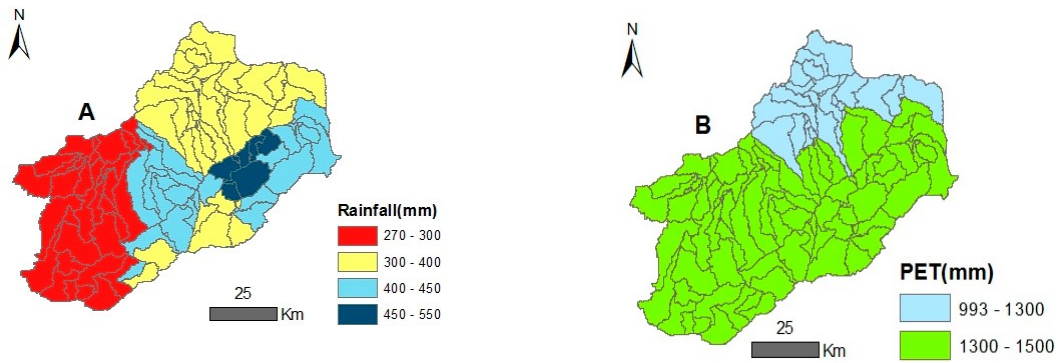 N
A
Rainfall(mm)
270 - 300
300 - 400
400 - 450
450 - 550
25
Km
N
B
PET(mm)
993 - 1300
1300 - 1500
25
Km